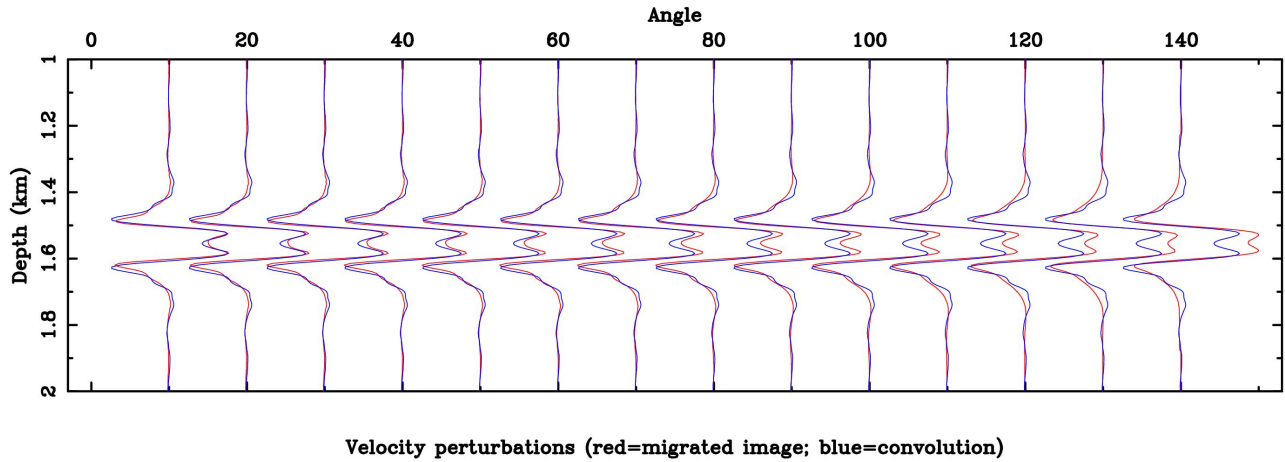 Angle
0 20 40 60 80 100 120 140
Depth (km)
1
1.2
1.4
1.6
1.8
2
Velocity perturbations (red=migrated image; blue=convolution)